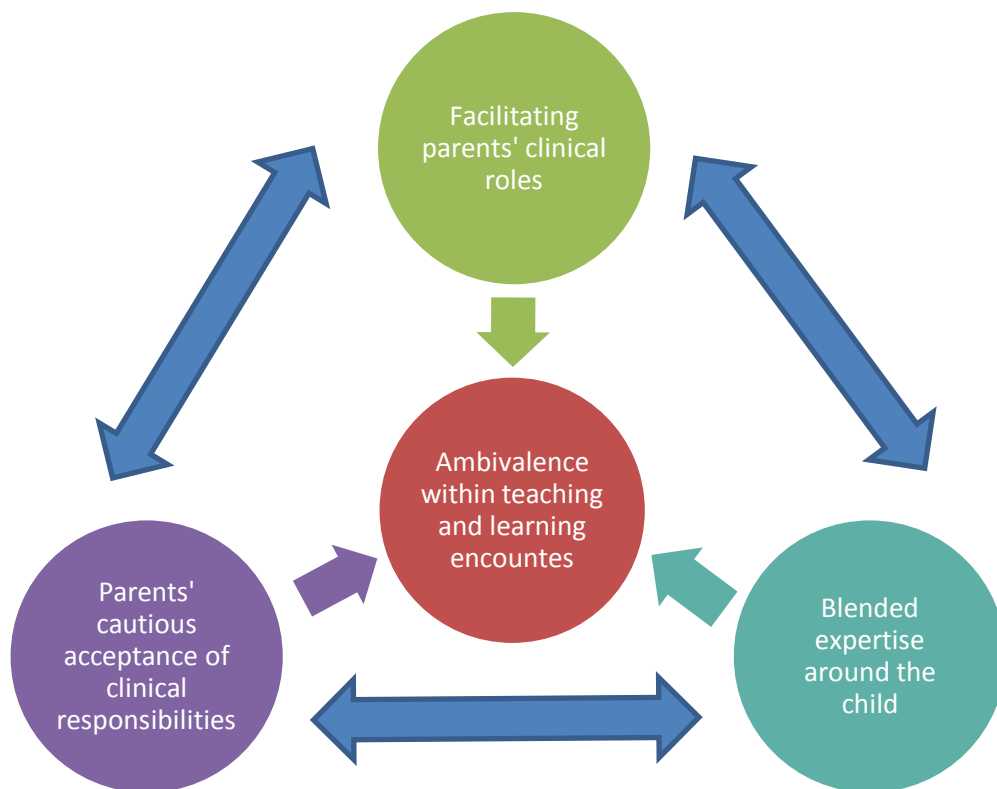 Facilitating
parents' clinical
roles
Ambivalence
within teaching
and learning
encountes
Parents'
cautious
acceptance of
clinical
responsibilities
Blended
expertise
around the
child